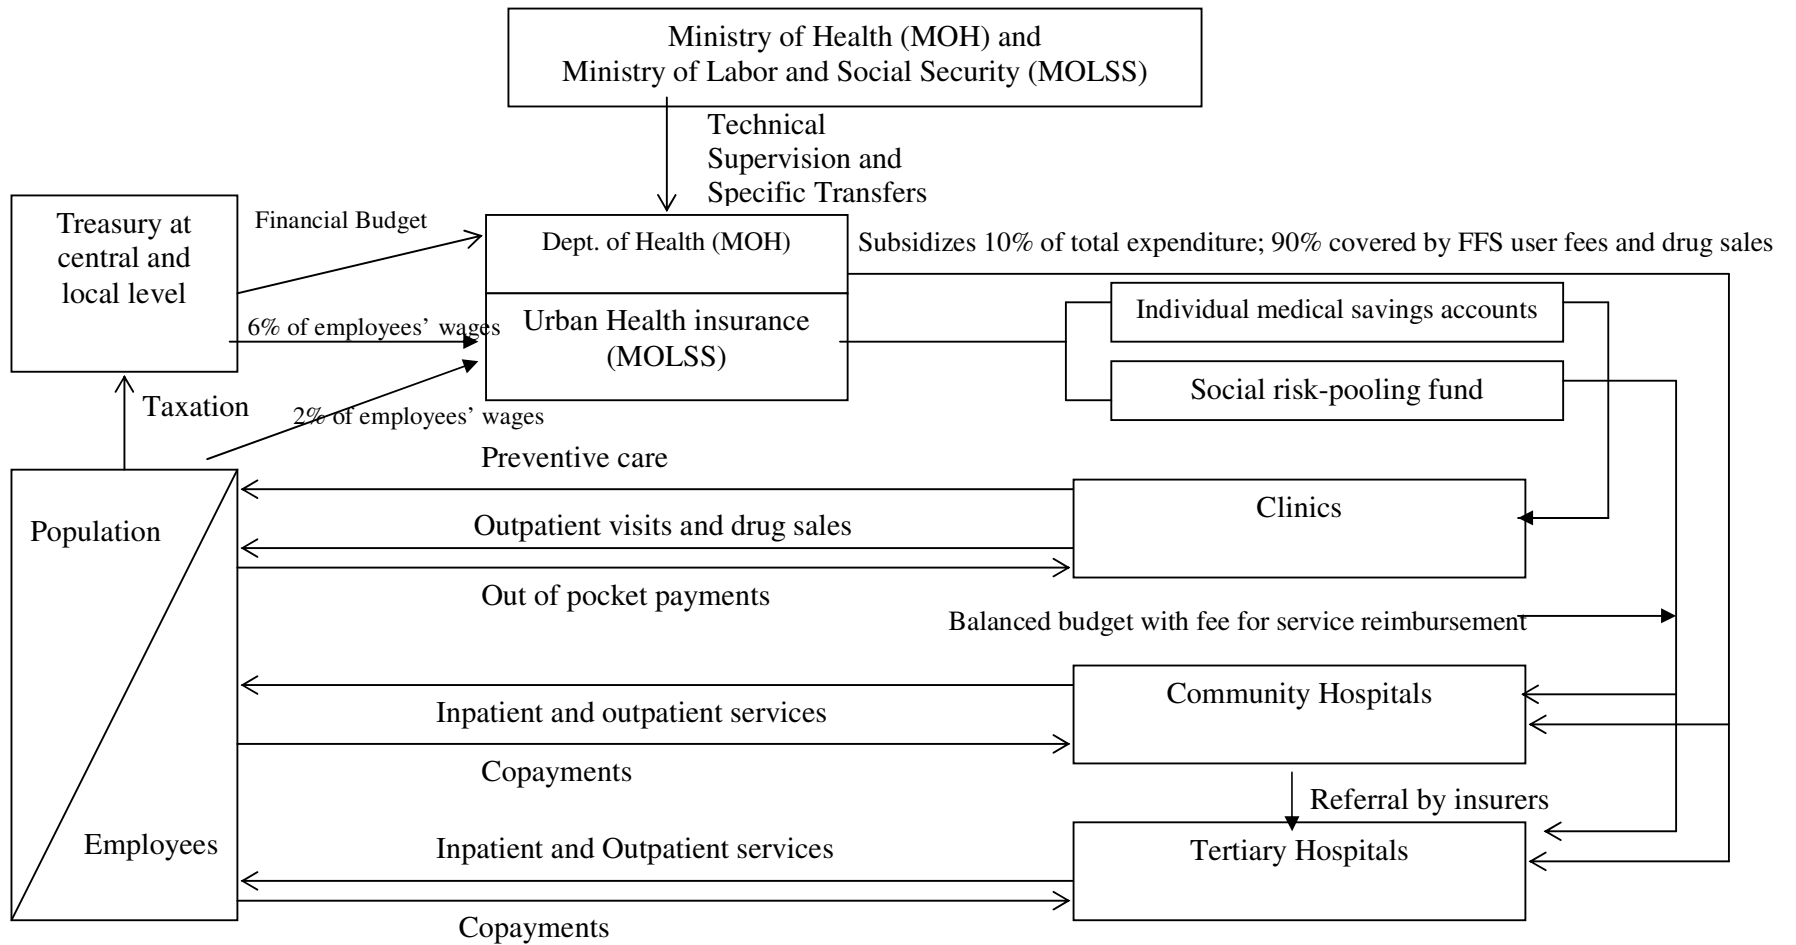 Ministry of Health (MOH) and
Ministry of Labor and Social Security (MOLSS)
Technical
Supervision and
Specific Transfers
Treasury at
central and
local level
Financial Budget
Dept. of Health (MOH)
Subsidizes 10% of total expenditure; 90% covered by FFS user fees and drug sales
6% of employees’ wages
Urban Health insurance
(MOLSS)
Individual medical savings accounts
Social risk-pooling fund
Taxation
2% of employees’ wages
Preventive care
Clinics
Population
Outpatient visits and drug sales
Out of pocket payments
Balanced budget with fee for service reimbursement
Community Hospitals
Inpatient and outpatient services
Copayments
Referral by insurers
Employees
Inpatient and Outpatient services
Tertiary Hospitals
Copayments